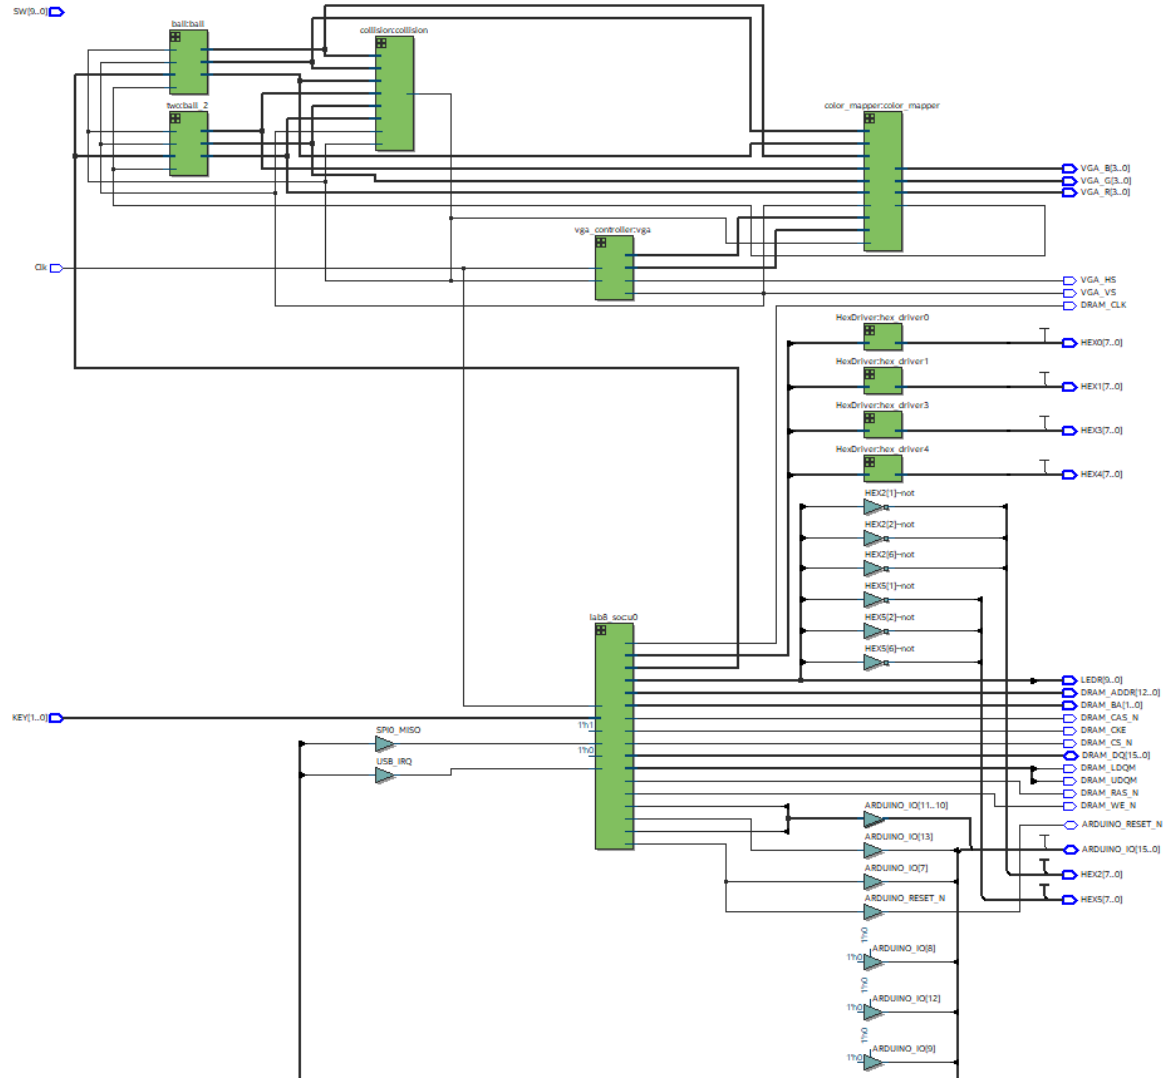 SW[9..0]
ball:ball
collision:collision
two:ball_2
color_mapper:color_mapper
VGA_B[3..0]
VGA_G[3..0]
VGA_R[3..0]
vga_controller:vga
Clk
VGA_HS
VGA_VS
DRAM_CLK
HexDriver:hex_driver0
HEX0[7..0]
HexDriver:hex_driver1
HEX1[7..0]
HexDriver:hex_driver3
HEX3[7..0]
HexDriver:hex_driver4
HEX4[7..0]
HEX2[1]~not
HEX2[2]~not
HEX2[6]~not
HEX5[1]~not
HEX5[2]~not
HEX5[6]~not
lab8_soc:u0
LEDR[9..0]
DRAM_ADDR[12..0]
DRAM_BA[1..0]
KEY[1..0]
DRAM_CAS_N
1'h1
SPI0_MISO
DRAM_CKE
DRAM_CS_N
1'h0
DRAM_DQ[15..0]
USB_IRQ
DRAM_LDQM
DRAM_UDQM
DRAM_RAS_N
DRAM_WE_N
ARDUINO_IO[11..10]
ARDUINO_RESET_N
ARDUINO_IO[13]
ARDUINO_IO[15..0]
ARDUINO_IO[7]
HEX2[7..0]
ARDUINO_RESET_N
HEX5[7..0]
1'h0
ARDUINO_IO[8]
1'h0
1'h0
ARDUINO_IO[12]
1'h0
1'h0
ARDUINO_IO[9]
1'h0